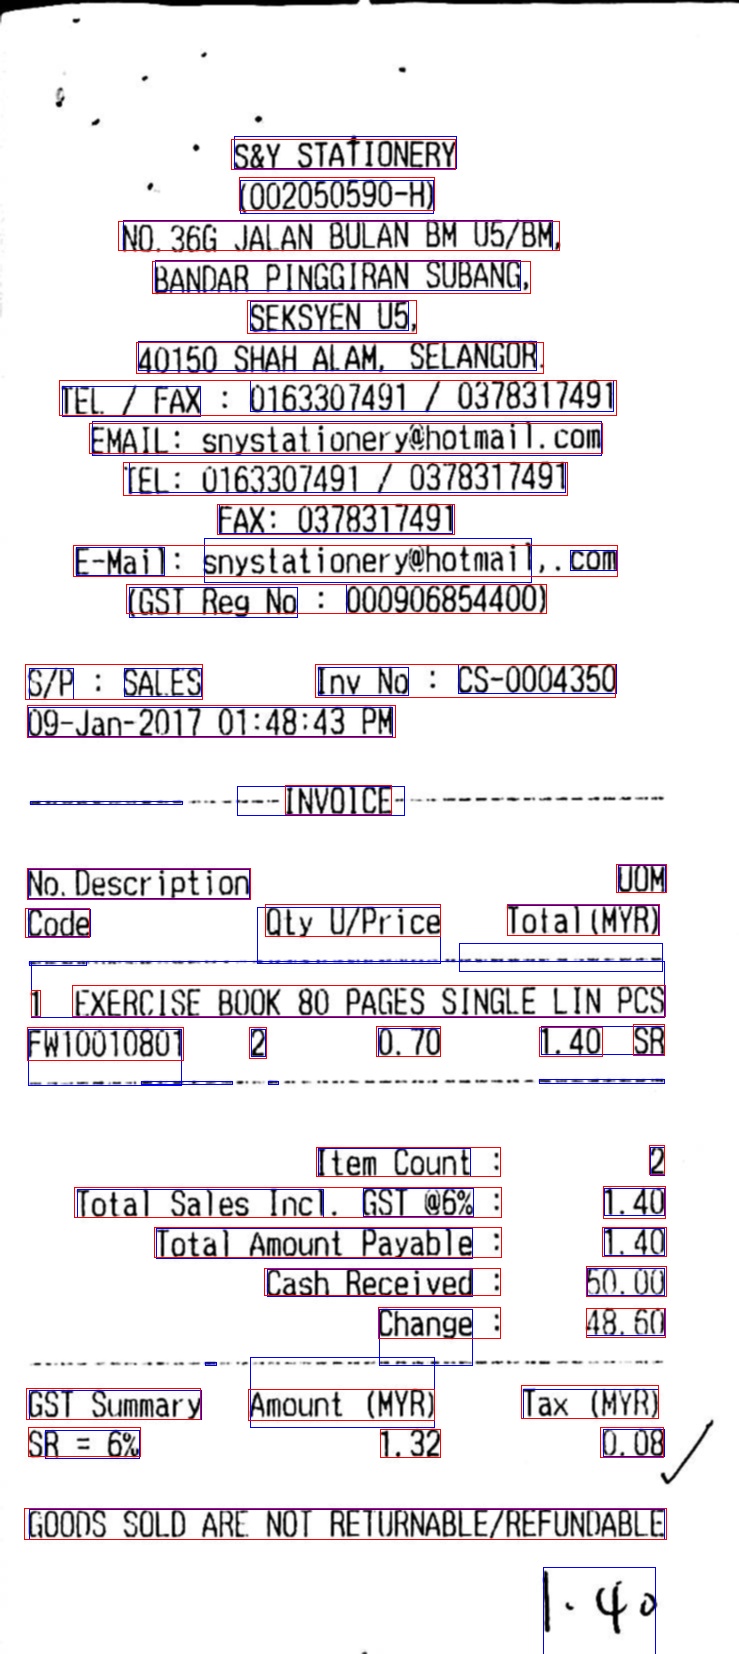 S&Y STATIONERY
(002050590-H)
NO.36G JALAN BULAN BM U5/BM,
BANDAR PINGGIRAN SUBANG,
SEKSYEN U5,
40150 SHAH ALAM, SELANGOR.
TEL / FAX : 0163307491 / 0378317491
EMAIL: snystationery@hotmail.com
TEL: 0163307491 / 0378317491
FAX: 0378317491
E-Mail: snystationery@hotmail,.com
(GST Reg No : 000906854400)
S/P : SALES Inv No : CS-0004350
09-Jan-2017 01:48:43 PM
INVOICE
No.Description UOM
Code Qty U/Price Total(MYR)
1 EXERCISE BOOK 80 PAGES SINGLE LIN PCS
FW10010801 2 0.70 1.40 SR
Item Count : 2
Total Sales Incl. GST @6% : 1.40
Total Amount Payable : 1.40
Cash Received : 50.00
Change : 48.60
GST Summary Amount (MYR) Tax (MYR)
SR = 6% 1.32 0.08
GOODS SOLD ARE NOT RETURNABLE/REFUNDABLE
1.40